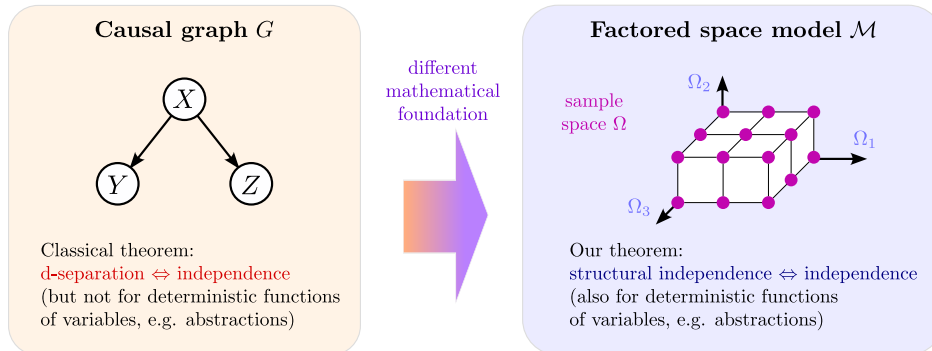 Causal graph G
X
Y
Z
Classical theorem:
d-separation ⇔ independence
(but not for deterministic functions
of variables, e.g. abstractions)
different
mathematical
foundation
Factored space model ℳ
sample
space Ω
Ω₂
Ω₁
Ω₃
Our theorem:
structural independence ⇔ independence
(also for deterministic functions
of variables, e.g. abstractions)